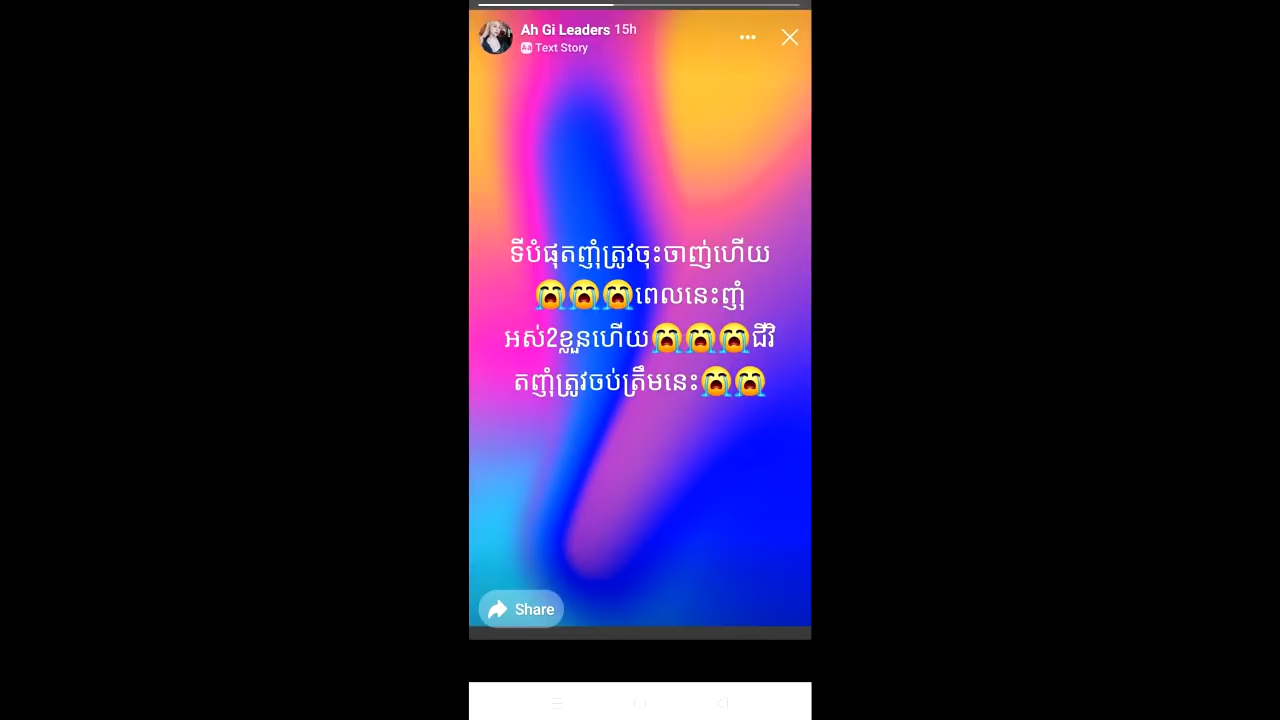 Ah Gi Leaders 15h
Aa Text Story
ទីបំផុតញុំត្រូវចុះចាញ់ហើយ
😭😭😭ពេលនេះញុំ
អស់2ខ្លួនហើយ😭😭😭ជីវិ
តញុំត្រូវចប់ត្រឹមនេះ😭😭
Share